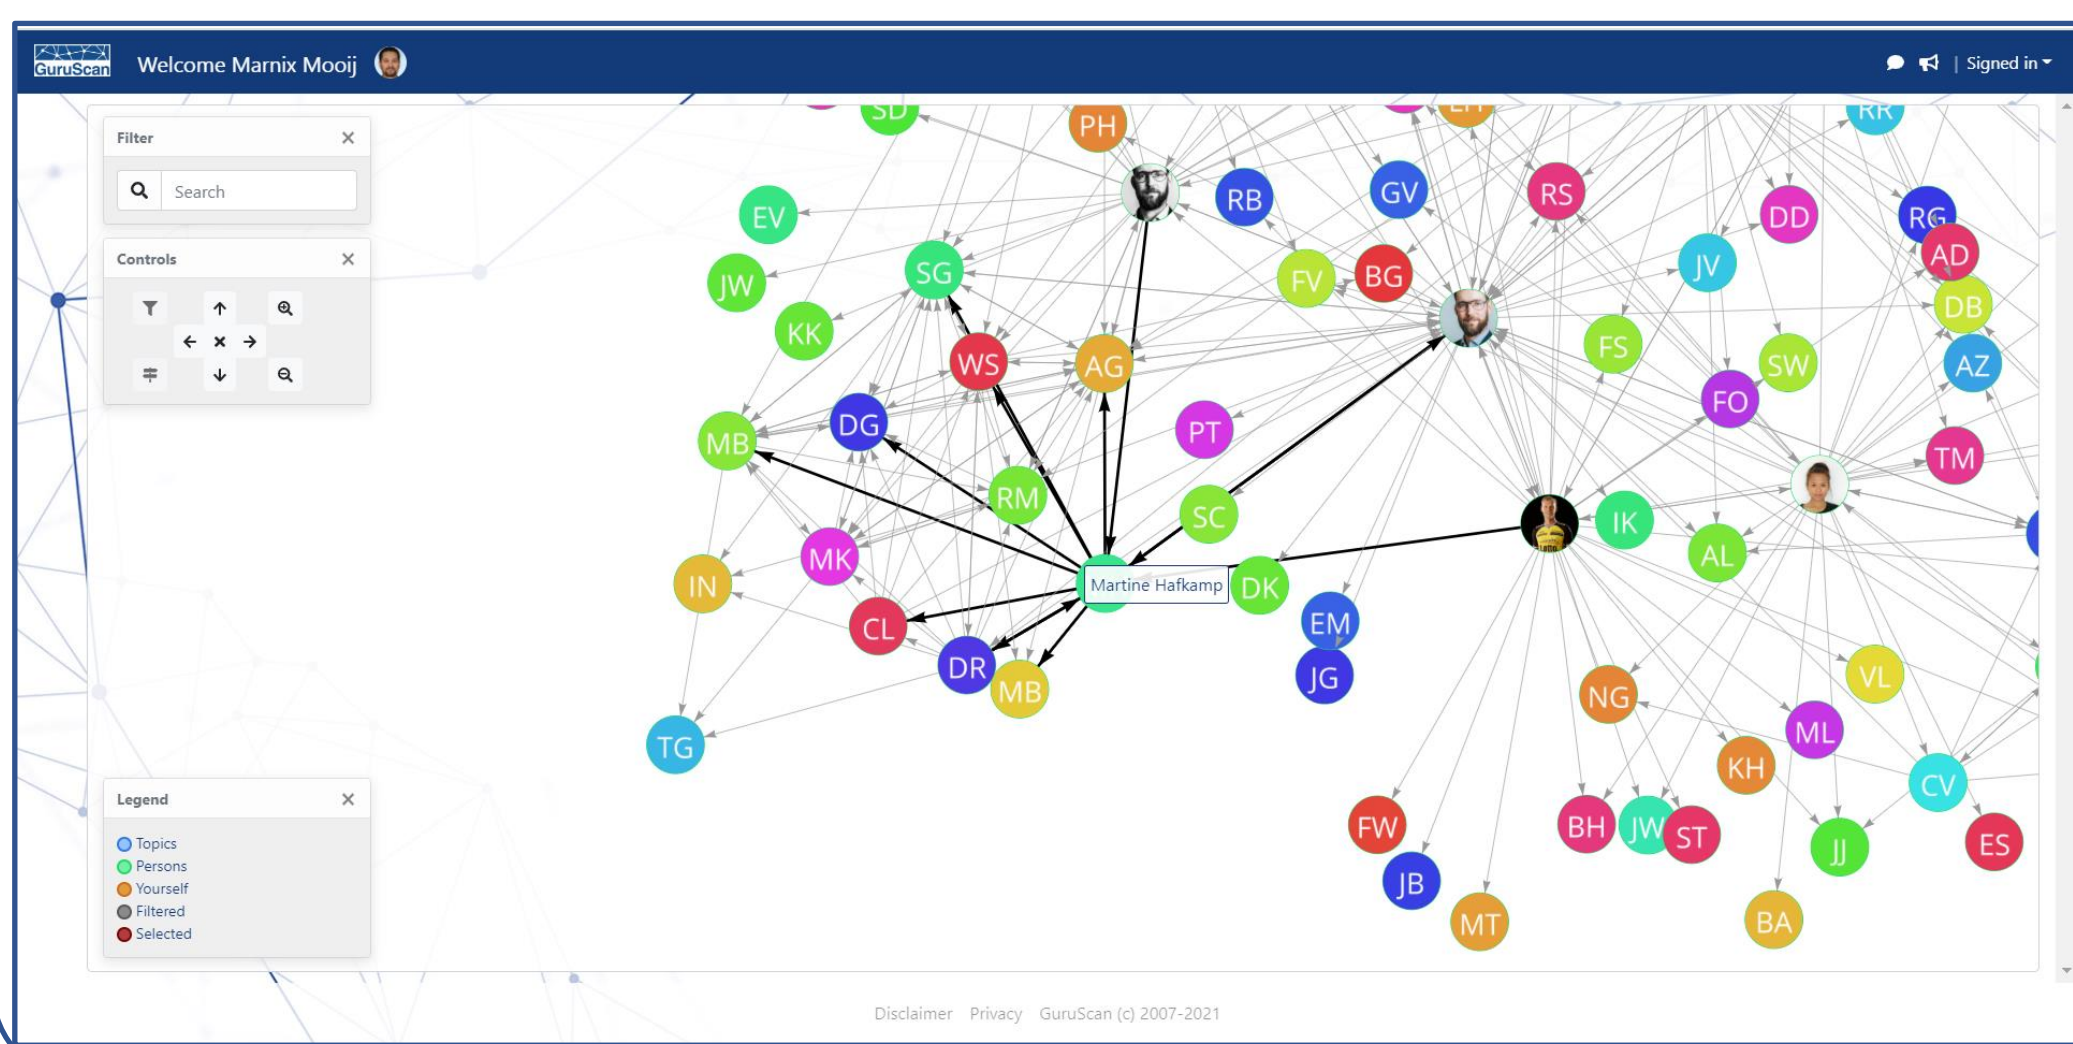 GuruScan
Welcome Marnix Mooij
| Signed in
Filter
Search
Controls
Legend
Topics
Persons
Yourself
Filtered
Selected
SD
PH
EH
RR
EV
RB
GV
RS
DD
RG
AD
JV
SG
JW
FV
BG
DB
KK
WS
AG
FS
SW
AZ
FO
MB
DG
PT
TM
RM
SC
IK
MK
AL
IN
Martine Hafkamp
DK
CL
EM
DR
MB
JG
VL
NG
TG
ML
KH
CV
FW
BH
JW
ST
JJ
ES
JB
MT
BA
Disclaimer Privacy GuruScan (c) 2007-2021